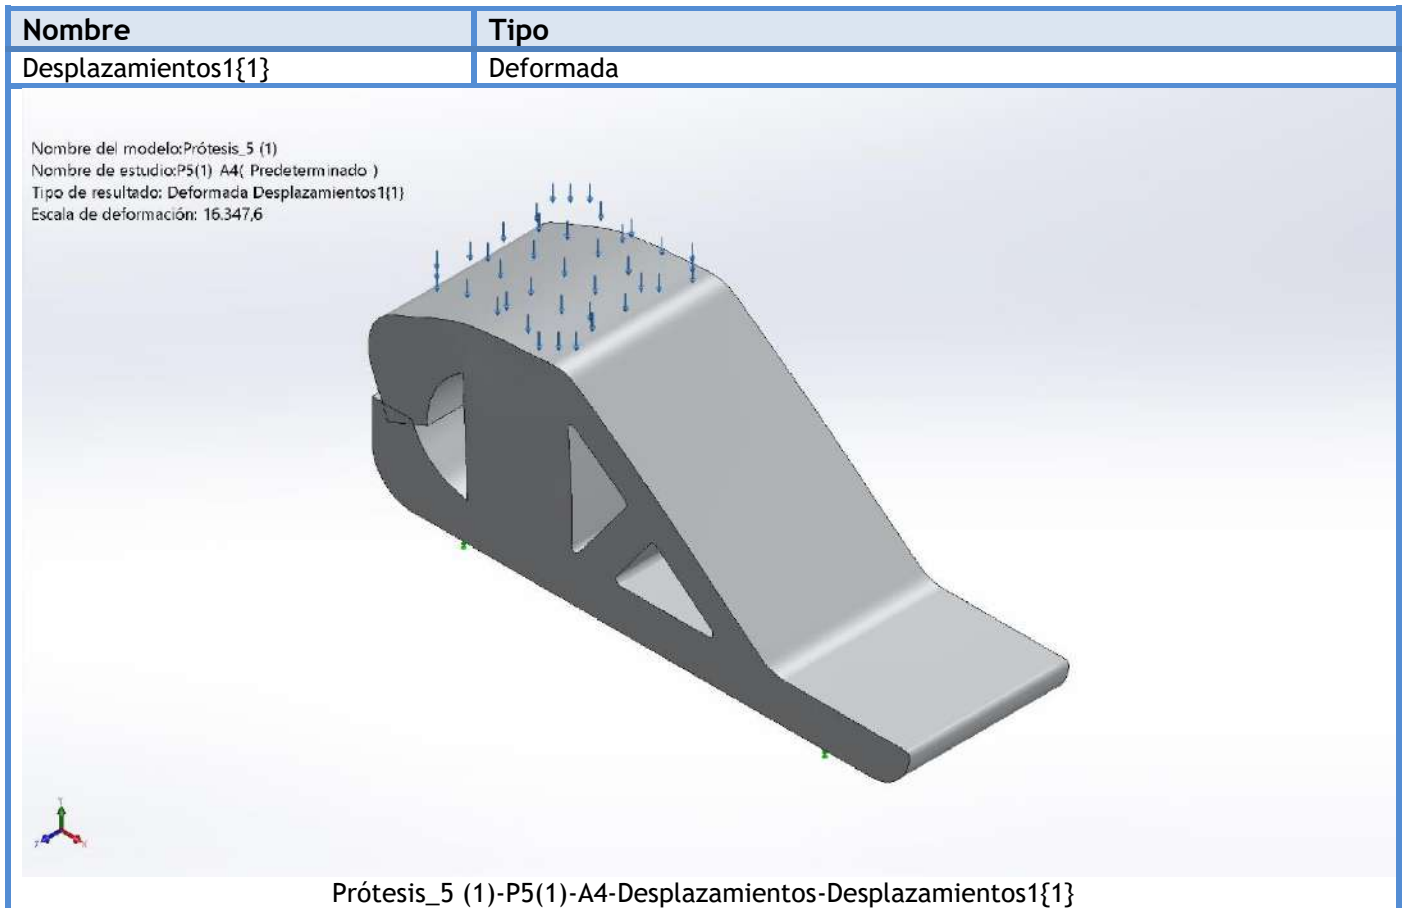 Nombre Tipo
Desplazamientos1{1} Deformada
Nombre del modelo:Prótesis_5 (1)
Nombre de estudio:P5(1) A4( Predeterminado )
Tipo de resultado: Deformada Desplazamientos1{1}
Escala de deformación: 16.347,6
Y
Z X
Prótesis_5 (1)-P5(1)-A4-Desplazamientos-Desplazamientos1{1}